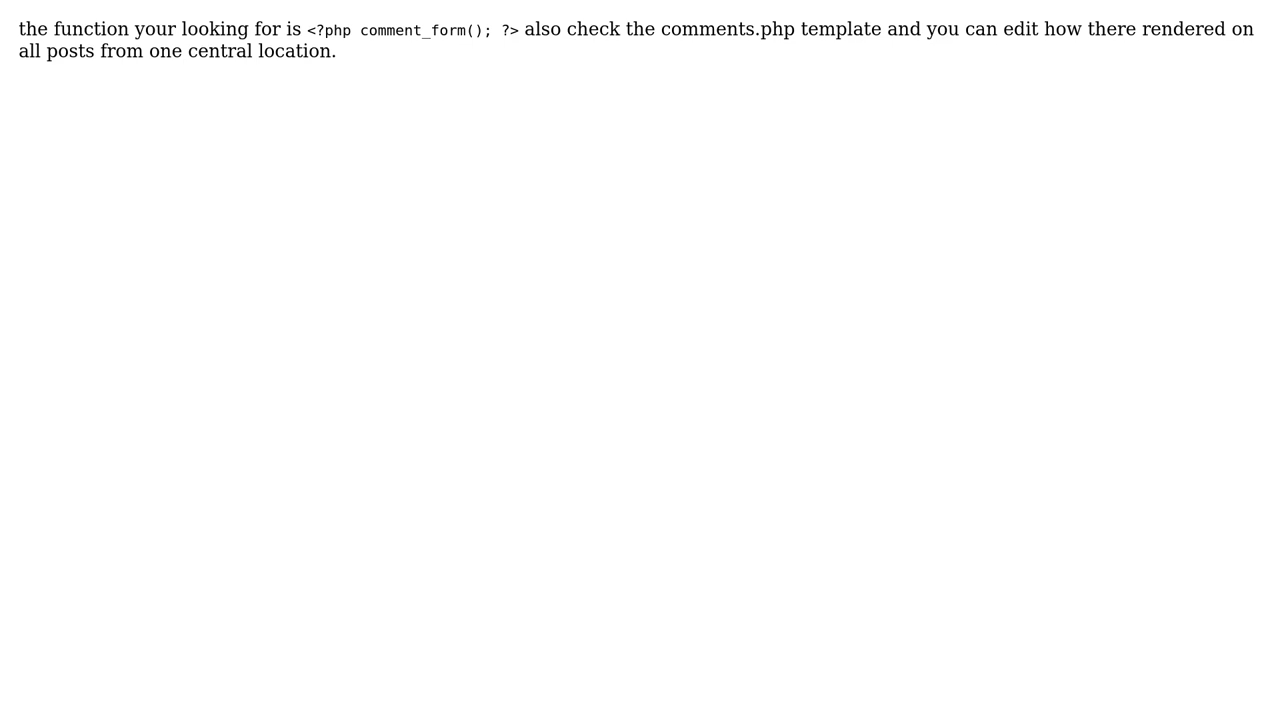 the function your looking for is <?php comment_form(); ?> also check the comments.php template and you can edit how there rendered on
all posts from one central location.